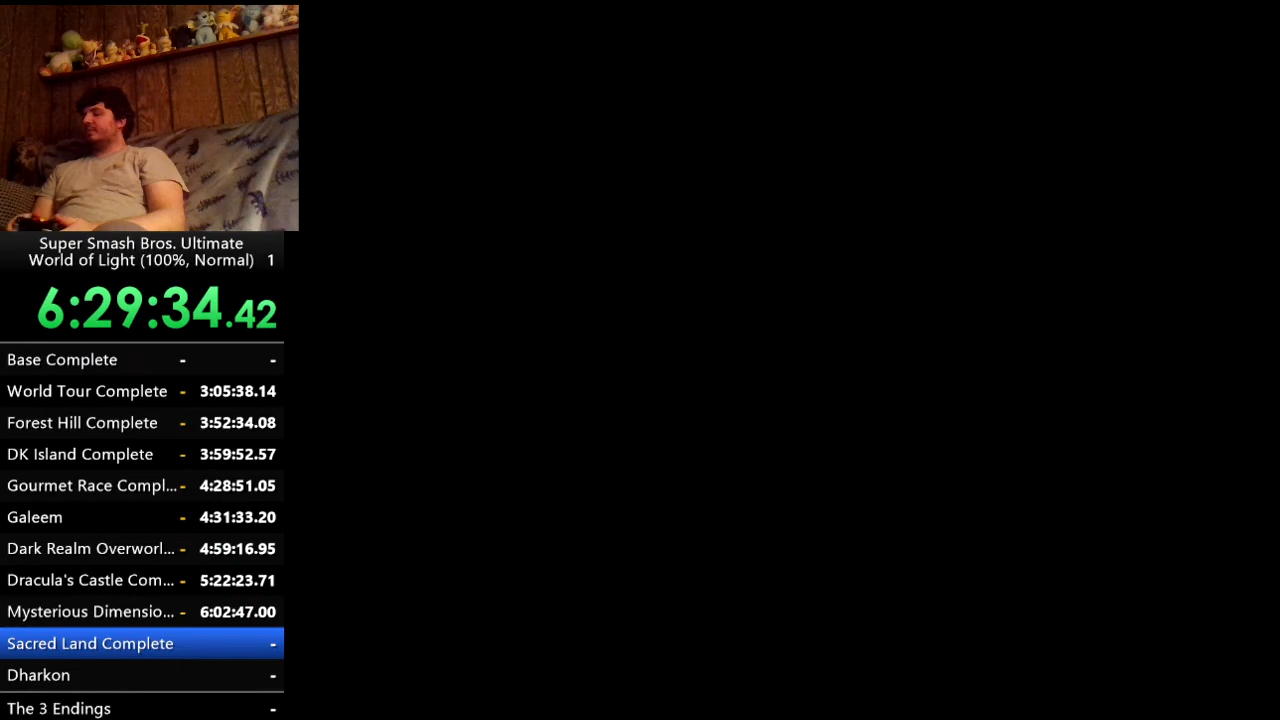 Super Smash Bros. Ultimate
World of Light (100%, Normal) 1
6:29:34.42
Base Complete - -
World Tour Complete - 3:05:38.14
Forest Hill Complete - 3:52:34.08
DK Island Complete - 3:59:52.57
Gourmet Race Compl... - 4:28:51.05
Galeem - 4:31:33.20
Dark Realm Overworl... - 4:59:16.95
Dracula's Castle Com... - 5:22:23.71
Mysterious Dimensio... - 6:02:47.00
Sacred Land Complete -
Dharkon -
The 3 Endings -